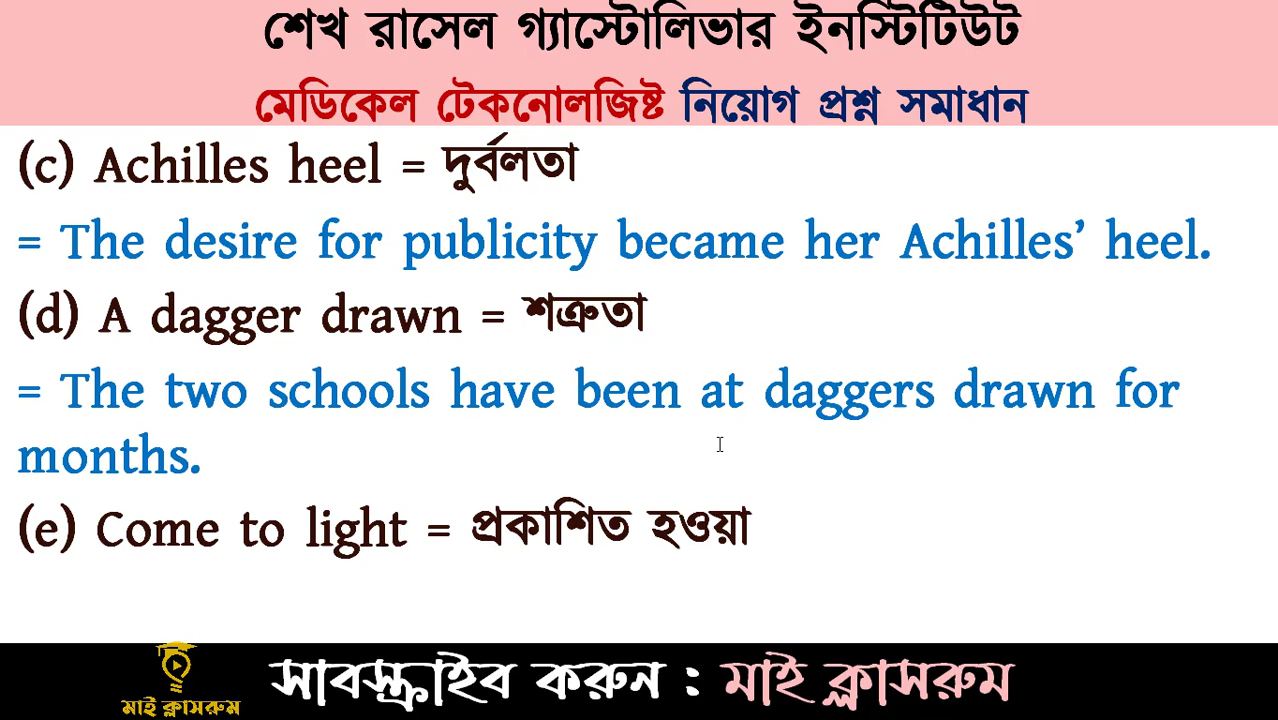 শেখ রাসেল গ্যাস্টোলিভার ইনস্টিটিউট
মেডিকেল টেকনোলজিষ্ট নিয়োগ প্রশ্ন সমাধান
(c) Achilles heel = দুর্বলতা
= The desire for publicity became her Achilles’ heel.
(d) A dagger drawn = শত্রুতা
= The two schools have been at daggers drawn for
months.
(e) Come to light = প্রকাশিত হওয়া
মাই ক্লাসরুম
সাবস্ক্রাইব করুন : মাই ক্লাসরুম